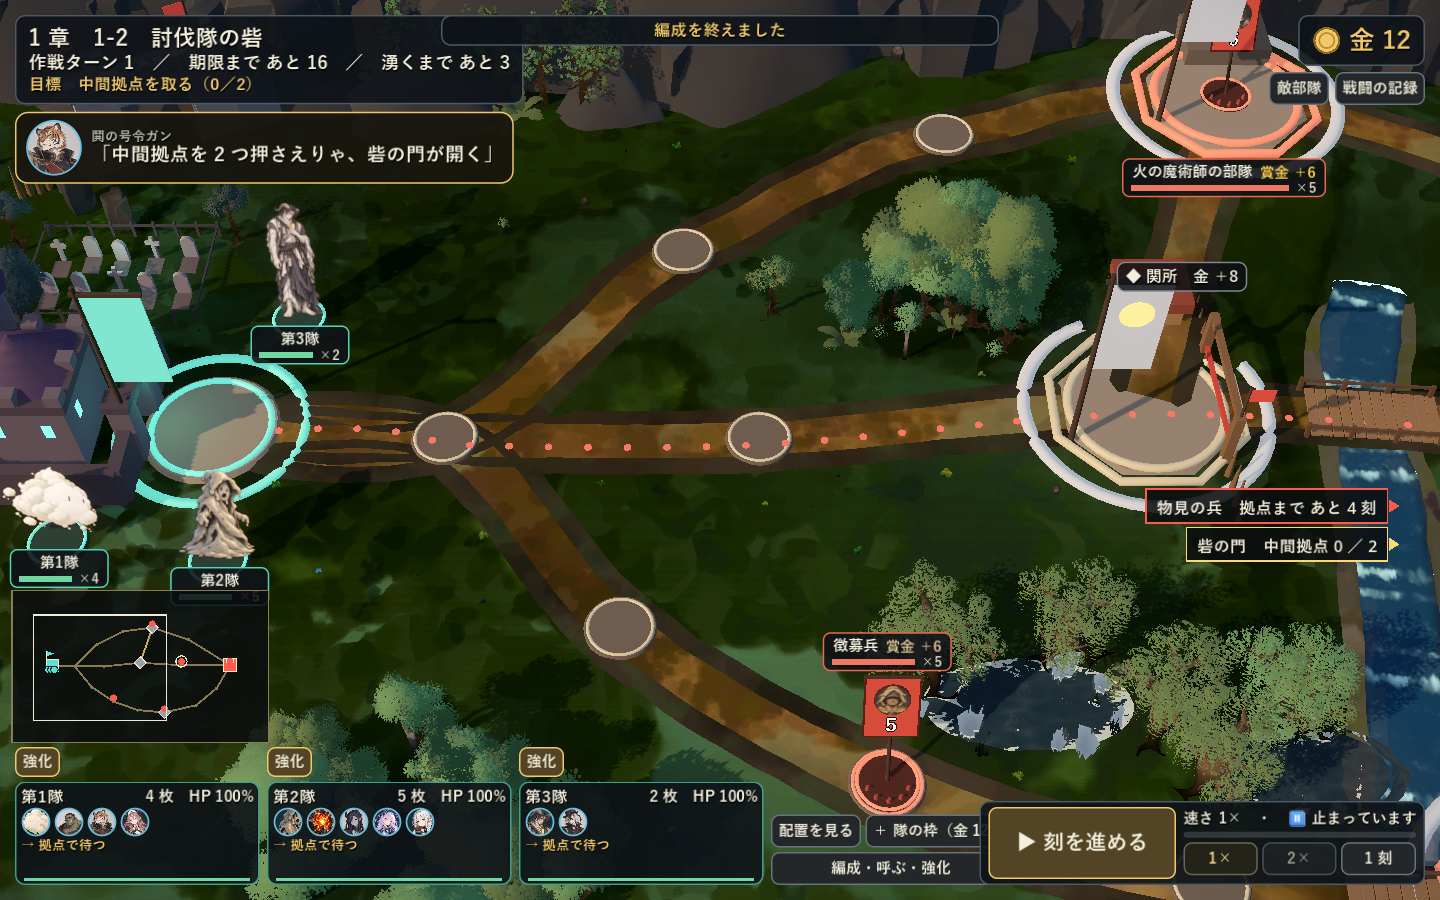 1 章　1-2　討伐隊の砦
作戦ターン 1　／　期限まで あと 16　／　湧くまで あと 3
目標　中間拠点を取る（0／2）
編成を終えました
金 12
敵部隊
戦闘の記録
関の号令ガン
「中間拠点を 2 つ押さえりゃ、砦の門が開く」
火の魔術師の部隊 賞金 +6
×5
◆ 関所　金 +8
第3隊
×2
第1隊
×4
第2隊
×5
物見の兵　拠点まで あと 4 刻
砦の門　中間拠点 0 ／ 2
徴募兵 賞金 +6
×5
5
強化
強化
強化
第1隊　4 枚　HP 100%
→ 拠点で待つ
第2隊　5 枚　HP 100%
→ 拠点で待つ
第3隊　2 枚　HP 100%
→ 拠点で待つ
配置を見る
＋ 隊の枠（金 1
編成・呼ぶ・強化
▶ 刻を進める
速さ 1×　・　⏸ 止まっています
1×
2×
1 刻